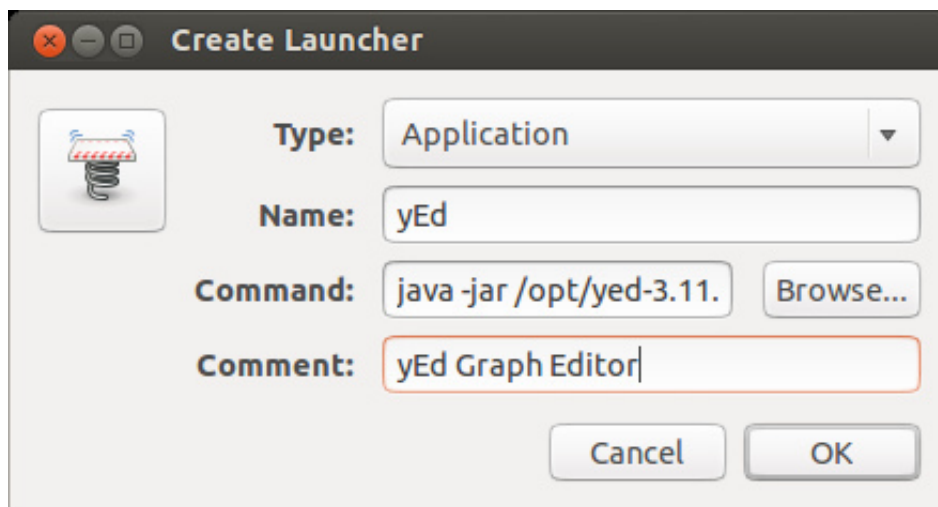 Create Launcher
Type: Application
Name: yEd
Command: java -jar /opt/yed-3.11. Browse...
Comment: yEd Graph Editor
Cancel OK